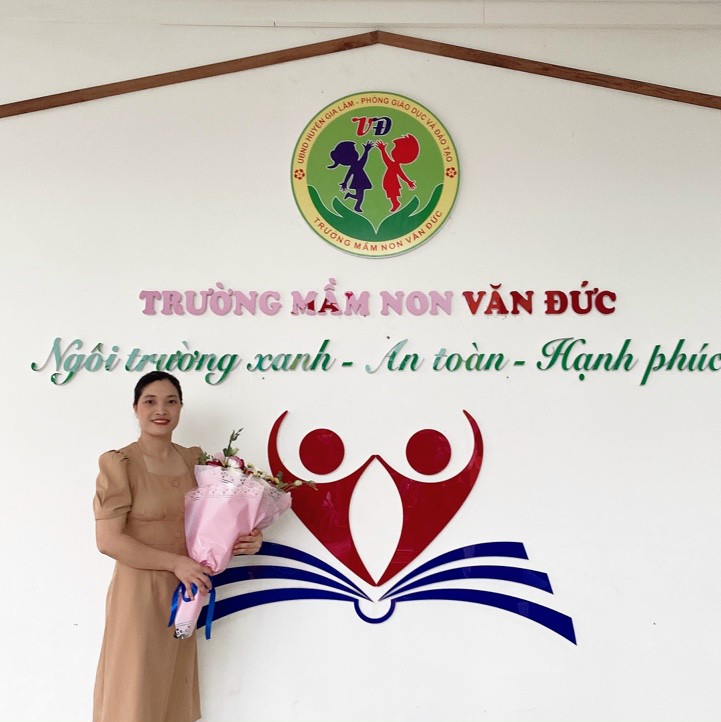 UBND HUYỆN GIA LÂM - PHÒNG GIÁO DỤC VÀ ĐÀO TẠO
VĐ
TRƯỜNG MẦM NON VĂN ĐỨC
TRƯỜNG MẦM NON VĂN ĐỨC
Ngôi trường xanh - An toàn - Hạnh phúc